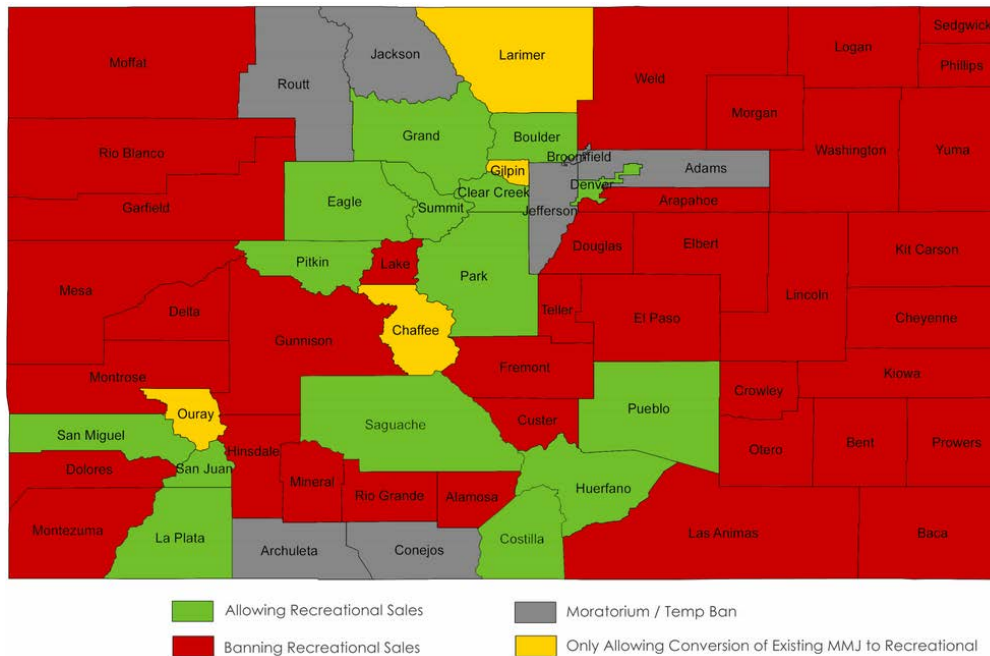 Moffat
Routt
Jackson
Larimer
Weld
Logan
Sedgwick
Phillips
Morgan
Rio Blanco
Grand
Boulder
Broomfield
Washington
Yuma
Gilpin
Adams
Garfield
Eagle
Summit
Clear Creek
Jefferson
Denver
Arapahoe
Pitkin
Lake
Park
Douglas
Elbert
Kit Carson
Mesa
Delta
Gunnison
Chaffee
Teller
El Paso
Lincoln
Cheyenne
Montrose
Fremont
Crowley
Kiowa
Ouray
Saguache
Custer
Pueblo
Otero
Bent
Prowers
San Miguel
San Juan
Hinsdale
Dolores
Mineral
Rio Grande
Alamosa
Huerfano
Montezuma
La Plata
Archuleta
Conejos
Costilla
Las Animas
Baca
Allowing Recreational Sales
Moratorium / Temp Ban
Banning Recreational Sales
Only Allowing Conversion of Existing MMJ to Recreational